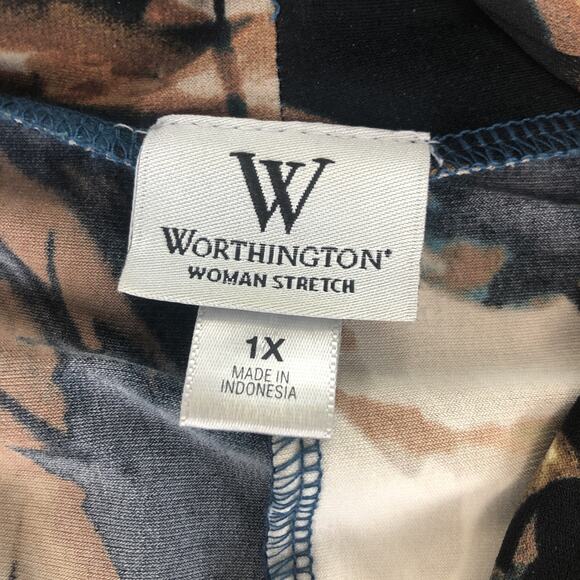 W
WORTHINGTON®
WOMAN STRETCH
1X
MADE IN
INDONESIA